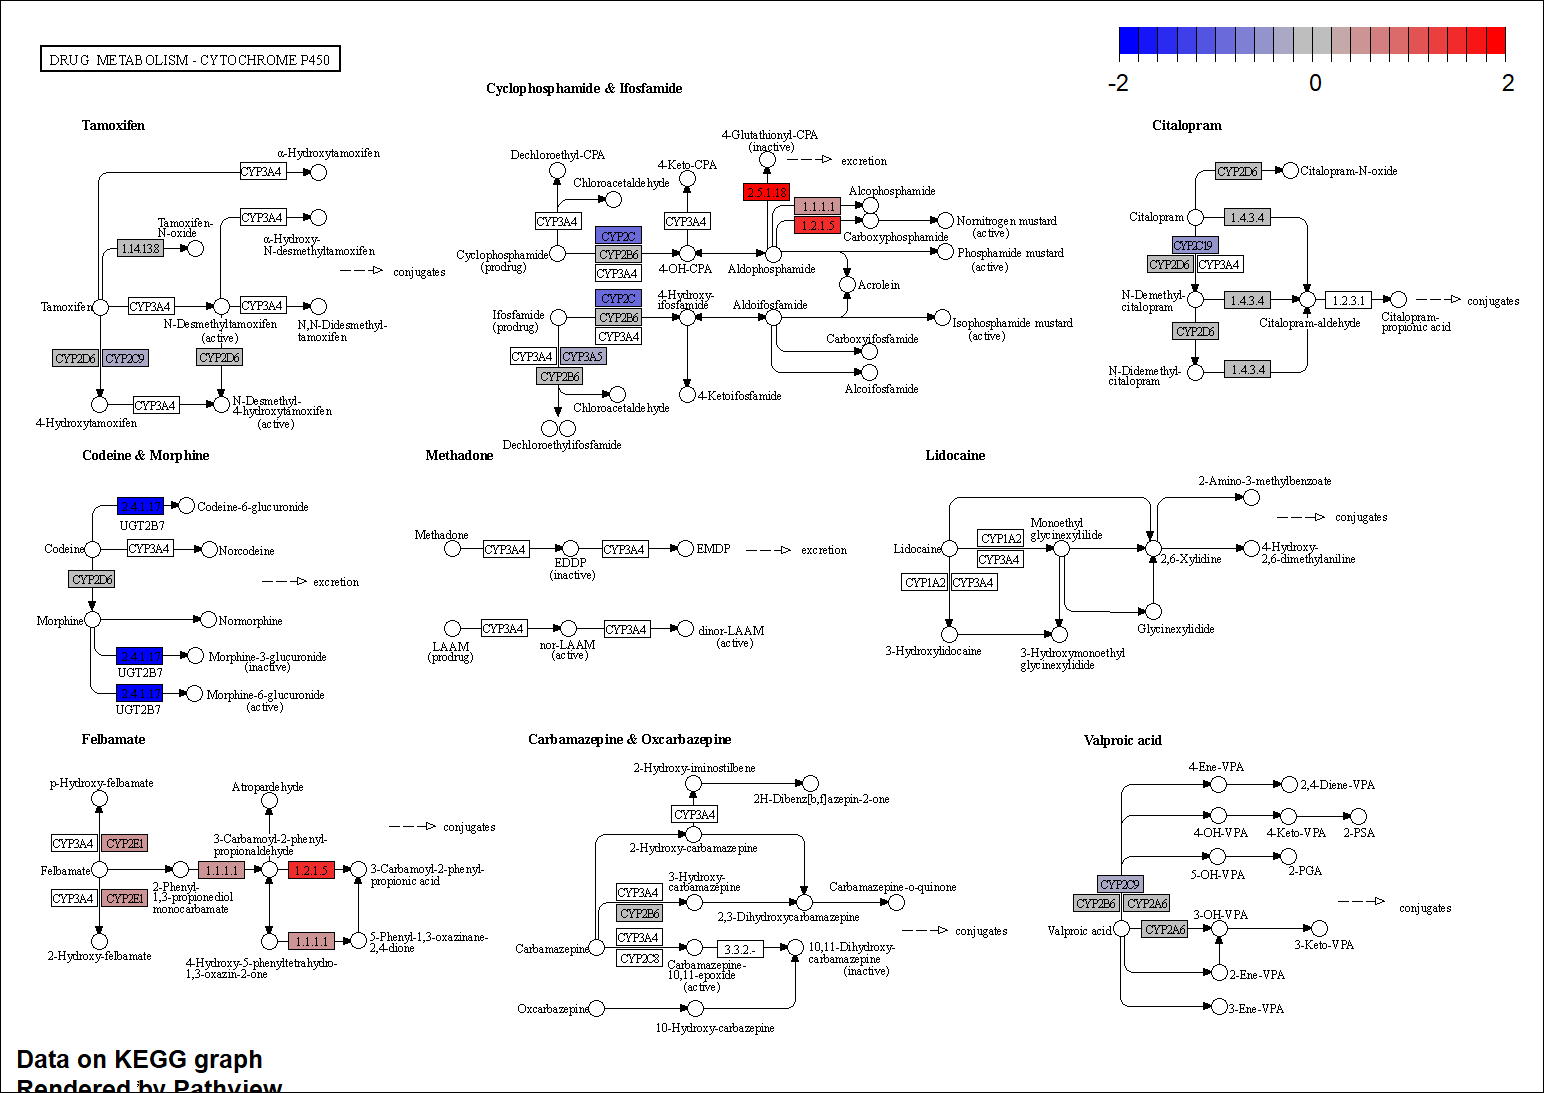 DRUG METABOLISM - CYTOCHROME P450
-2
0
2
Cyclophosphamide & Ifosfamide
Tamoxifen
α-Hydroxytamoxifen
CYP3A4
Tamoxifen-
N-oxide
1.14.13.8
CYP3A4
α-Hydroxy-
N-desmethyltamoxifen
conjugates
Tamoxifen
CYP3A4
CYP3A4
N-Desmethyltamoxifen
(active)
N,N-Didesmethyl-
tamoxifen
CYP2D6
CYP2C9
CYP2D6
CYP3A4
N-Desmethyl-
4-hydroxytamoxifen
(active)
4-Hydroxytamoxifen
Dechloroethyl-CPA
Chloroacetaldehyde
CYP3A4
4-Keto-CPA
CYP3A4
4-Glutathionyl-CPA
(inactive)
excretion
2.5.1.18
1.1.1.1
Alcophosphamide
1.2.1.5
Carboxyphosphamide
Nornitrogen mustard
(active)
Cyclophosphamide
(prodrug)
CYP2C
CYP2B6
CYP3A4
4-OH-CPA
Aldophosphamide
Phosphamide mustard
(active)
Acrolein
CYP2C
CYP2B6
CYP3A4
4-Hydroxy-
ifosfamide
Aldoifosfamide
Ifosfamide
(prodrug)
Isophosphamide mustard
(active)
Carboxyifosfamide
Alcoifosfamide
CYP3A4
CYP3A5
CYP2B6
Chloroacetaldehyde
4-Ketoifosfamide
Dechloroethylifosfamide
Citalopram
CYP2D6
Citalopram-N-oxide
Citalopram
1.4.3.4
CYP2C19
CYP2D6
CYP3A4
N-Demethyl-
citalopram
1.4.3.4
1.2.3.1
Citalopram-aldehyde
Citalopram-
propionic acid
conjugates
CYP2D6
N-Didemethyl-
citalopram
1.4.3.4
Codeine & Morphine
2.4.1.17
UGT2B7
Codeine-6-glucuronide
Codeine
CYP3A4
Norcodeine
CYP2D6
excretion
Morphine
Normorphine
2.4.1.17
UGT2B7
Morphine-3-glucuronide
(inactive)
2.4.1.17
UGT2B7
Morphine-6-glucuronide
(active)
Methadone
Methadone
CYP3A4
EDDP
(inactive)
CYP3A4
EMDP
excretion
LAAM
(prodrug)
CYP3A4
nor-LAAM
(active)
CYP3A4
dinor-LAAM
(active)
Lidocaine
2-Amino-3-methylbenzoate
conjugates
Lidocaine
CYP1A2
CYP3A4
Monoethyl
glycinexylilide
2,6-Xylidine
4-Hydroxy-
2,6-dimethylaniline
CYP1A2
CYP3A4
Glycinexylidide
3-Hydroxylidocaine
3-Hydroxymonoethyl
glycinexylidide
Felbamate
p-Hydroxy-felbamate
CYP3A4
CYP2E1
Felbamate
CYP3A4
CYP2E1
2-Phenyl-
1,3-propionediol
monocarbamate
2-Hydroxy-felbamate
Atropardehyde
3-Carbamoyl-2-phenyl-
propionaldehyde
1.1.1.1
1.2.1.5
3-Carbamoyl-2-phenyl-
propionic acid
conjugates
1.1.1.1
5-Phenyl-1,3-oxazinane-
2,4-dione
4-Hydroxy-5-phenyltetrahydro-
1,3-oxazin-2-one
Carbamazepine & Oxcarbazepine
2-Hydroxy-iminostilbene
2H-Dibenz[b,f]azepin-2-one
CYP3A4
2-Hydroxy-carbamazepine
CYP3A4
CYP2B6
3-Hydroxy-
carbamazepine
2,3-Dihydroxycarbamazepine
Carbamazepine-o-quinone
conjugates
Carbamazepine
CYP3A4
CYP2C8
Carbamazepine-
10,11-epoxide
(active)
3.3.2.-
10,11-Dihydroxy-
carbamazepine
(inactive)
Oxcarbazepine
10-Hydroxy-carbazepine
Valproic acid
4-Ene-VPA
2,4-Diene-VPA
4-OH-VPA
4-Keto-VPA
2-PSA
5-OH-VPA
2-PGA
CYP2C9
CYP2B6
CYP2A6
Valproic acid
CYP2A6
3-OH-VPA
3-Keto-VPA
2-Ene-VPA
3-Ene-VPA
conjugates
Data on KEGG graph
Rendered by Pathview